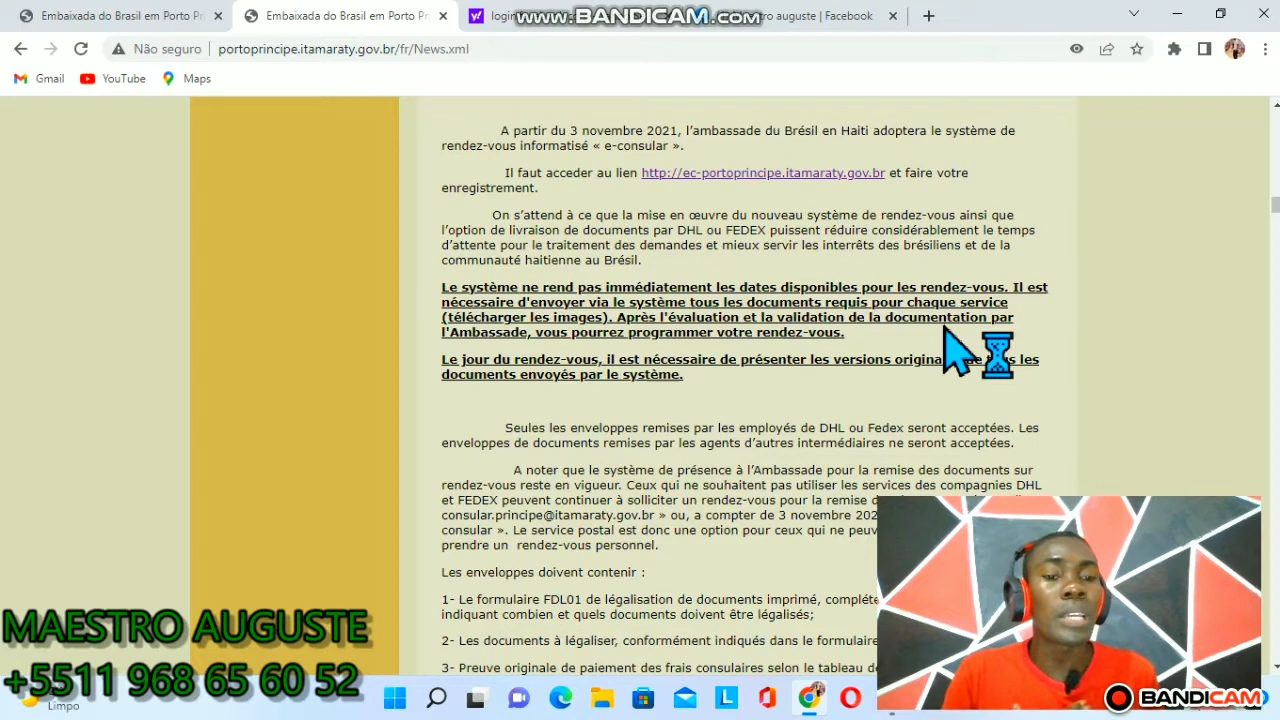 Embaixada do Brasil em Porto Pri
Embaixada do Brasil em Porto Pri
login
www.BANDICAM.com
stro auguste | Facebook
Não seguro
portoprincipe.itamaraty.gov.br/fr/News.xml
Gmail
YouTube
Maps
A partir du 3 novembre 2021, l’ambassade du Brésil en Haiti adoptera le système de
rendez-vous informatisé « e-consular ».
Il faut acceder au lien http://ec-portoprincipe.itamaraty.gov.br et faire votre
enregistrement.
On s’attend à ce que la mise en œuvre du nouveau système de rendez-vous ainsi que
l’option de livraison de documents par DHL ou FEDEX puissent réduire considérablement le temps
d’attente pour le traitement des demandes et mieux servir les interrêts des brésiliens et de la
communauté haitienne au Brésil.
Le système ne rend pas immédiatement les dates disponibles pour les rendez-vous. Il est
nécessaire d'envoyer via le système tous les documents requis pour chaque service
(télécharger les images). Après l'évaluation et la validation de la documentation par
l'Ambassade, vous pourrez programmer votre rendez-vous.
Le jour du rendez-vous, il est nécessaire de présenter les versions origina les
documents envoyés par le système.
Seules les enveloppes remises par les employés de DHL ou Fedex seront acceptées. Les
enveloppes de documents remises par les agents d’autres intermédiaires ne seront acceptées.
A noter que le système de présence à l’Ambassade pour la remise des documents sur
rendez-vous reste en vigueur. Ceux qui ne souhaitent pas utiliser les services des compagnies DHL
et FEDEX peuvent continuer à solliciter un rendez-vous pour la remise
consular.principe@itamaraty.gov.br » ou, a compter de 3 novembre 202
consular ». Le service postal est donc une option pour ceux qui ne peuv
prendre un rendez-vous personnel.
Les enveloppes doivent contenir :
1- Le formulaire FDL01 de légalisation de documents imprimé, complété
indiquant combien et quels documents doivent être légalisés;
2- Les documents à légaliser, conformément indiqués dans le formulaire
3- Preuve originale de paiement des frais consulaires selon le tableau de
MAESTRO AUGUSTE
+5511 968 65 60 52
Limpo
BANDICAM